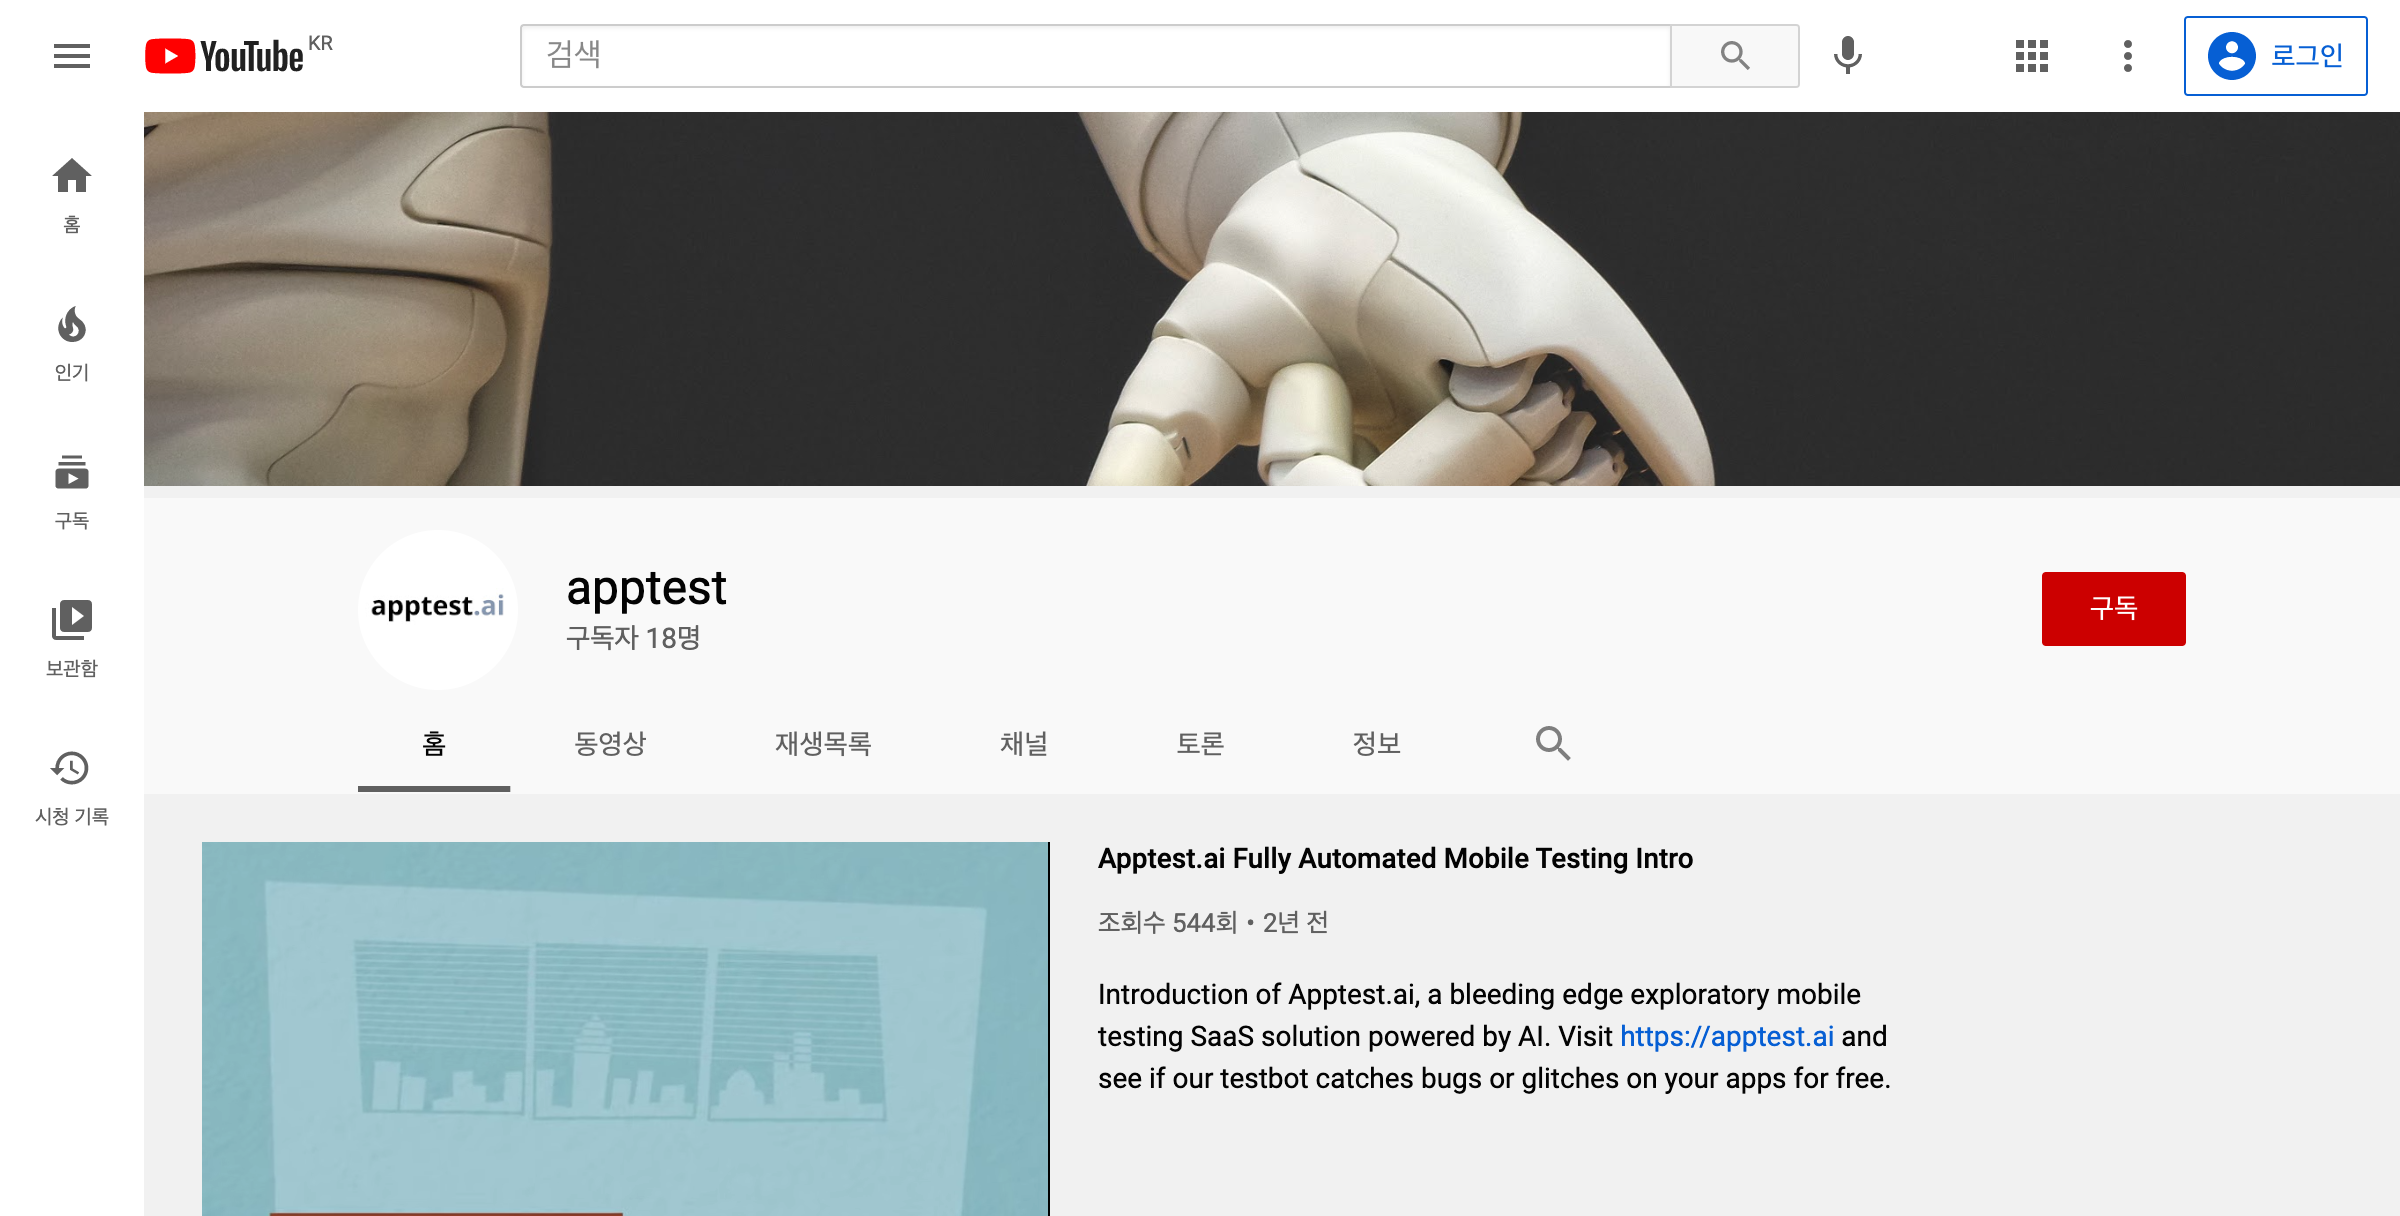 YouTube KR
검색
로그인
홈
인기
구독
보관함
시청 기록
apptest.ai
apptest
구독자 18명
구독
홈 동영상 재생목록 채널 토론 정보
Apptest.ai Fully Automated Mobile Testing Intro
조회수 544회 • 2년 전
Introduction of Apptest.ai, a bleeding edge exploratory mobile
testing SaaS solution powered by AI. Visit https://apptest.ai and
see if our testbot catches bugs or glitches on your apps for free.